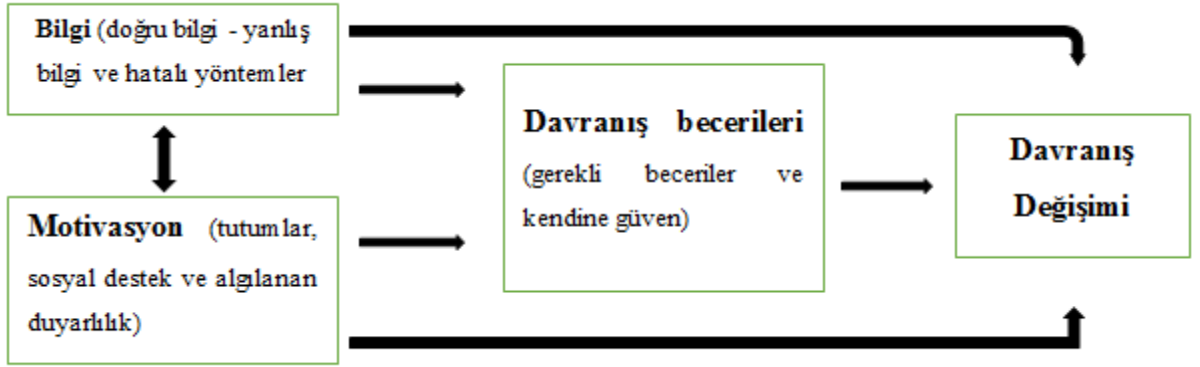 Bilgi (doğru bilgi - yanlış
bilgi ve hatalı yöntemler
Motivasyon (tutumlar,
sosyal destek ve algılanan
duyarlılık)
Davranış becerileri
(gerekli beceriler ve
kendine güven)
Davranış
Değişimi